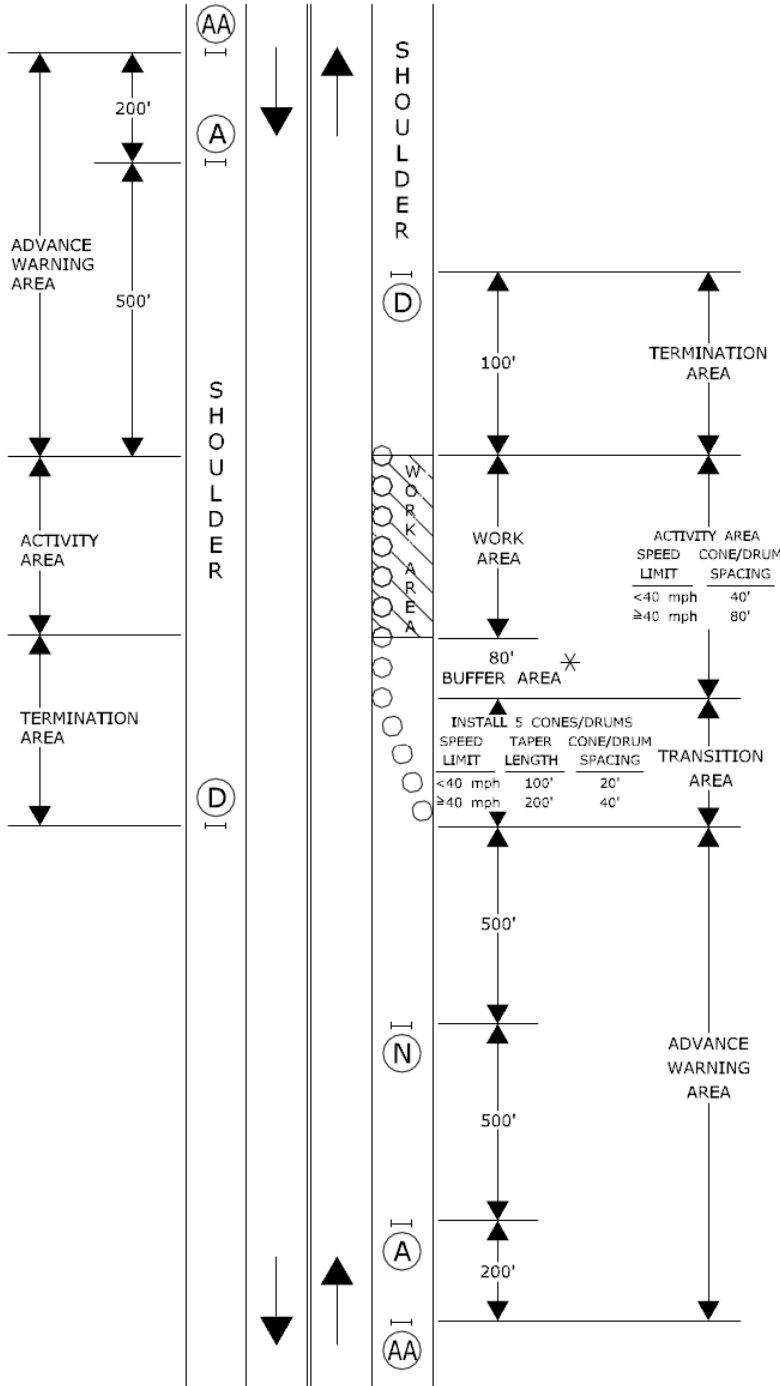 AA
200'
A
ADVANCE
WARNING
AREA
500'
SHOULDER
ACTIVITY
AREA
TERMINATION
AREA
D
SHOULDER
D
100'
TERMINATION
AREA
WORK AREA
WORK
AREA
ACTIVITY AREA
SPEED CONE/DRUM
LIMIT SPACING
<40 mph 40'
≥40 mph 80'
80'
BUFFER AREA *
INSTALL 5 CONES/DRUMS
SPEED TAPER CONE/DRUM
LIMIT LENGTH SPACING
<40 mph 100' 20'
≥40 mph 200' 40'
TRANSITION
AREA
500'
N
ADVANCE
WARNING
AREA
500'
A
200'
AA